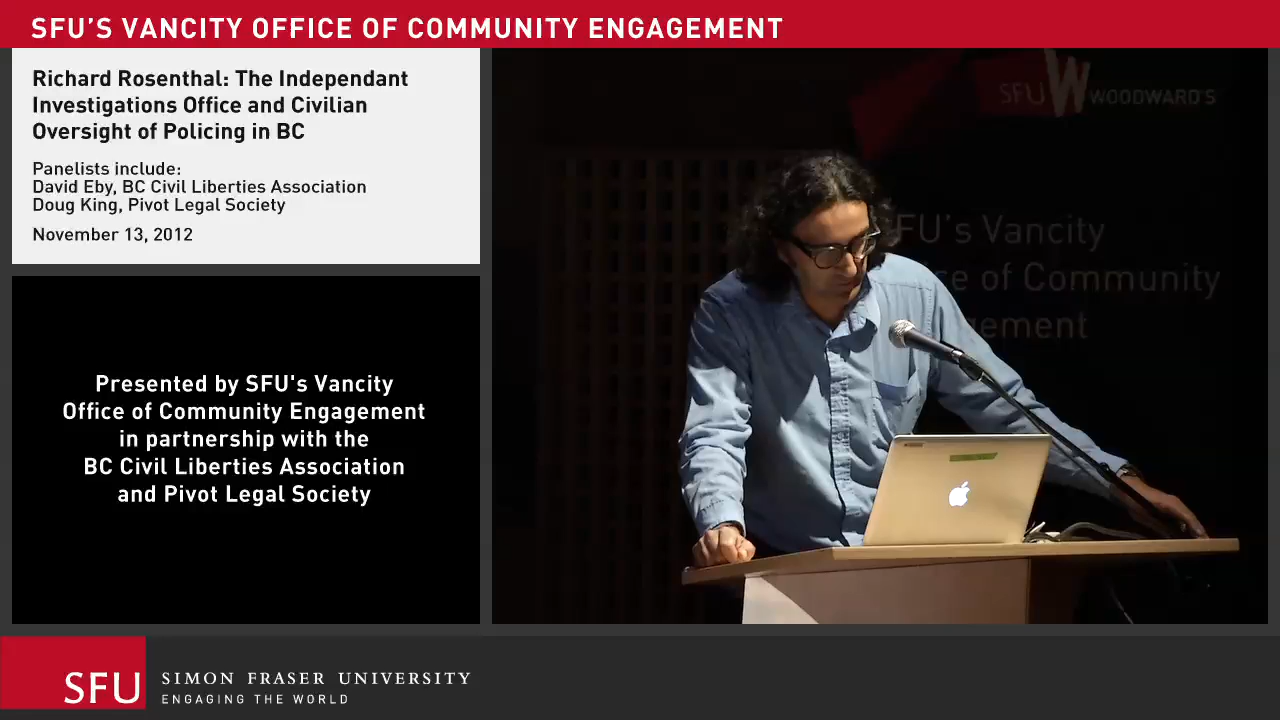 SFU'S VANCITY OFFICE OF COMMUNITY ENGAGEMENT
Richard Rosenthal: The Independant
Investigations Office and Civilian
Oversight of Policing in BC
Panelists include:
David Eby, BC Civil Liberties Association
Doug King, Pivot Legal Society
November 13, 2012
Presented by SFU's Vancity
Office of Community Engagement
in partnership with the
BC Civil Liberties Association
and Pivot Legal Society
SFU W WOODWARD'S
FU's Vancity
ce of Community
gement
SFU
SIMON FRASER UNIVERSITY
ENGAGING THE WORLD